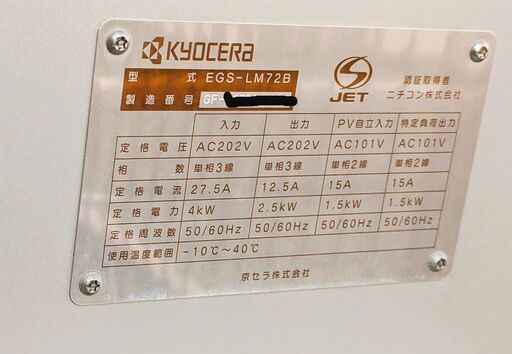 KYOCERA
型 式 EGS-LM72B
製造番号 GF-
JET
認証取得者
ニチコン株式会社
入力 出力 PV自立入力 特定負荷出力
定格電圧 AC202V AC202V AC101V AC101V
相数 単相3線 単相3線 単相2線 単相2線
定格電流 27.5A 12.5A 15A 15A
定格電力 4kW 2.5kW 1.5kW 1.5kW
定格周波数 50/60Hz 50/60Hz 50/60Hz 50/60Hz
使用温度範囲 -10℃~40℃
京セラ株式会社